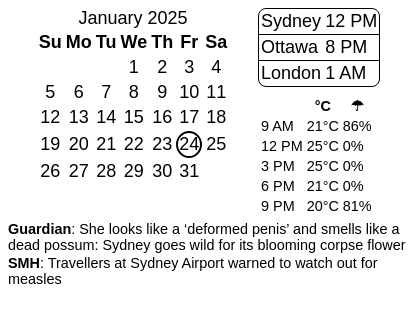 January 2025
Su Mo Tu We Th Fr Sa
1 2 3 4
5 6 7 8 9 10 11
12 13 14 15 16 17 18
19 20 21 22 23 24 25
26 27 28 29 30 31
Sydney 12 PM
Ottawa 8 PM
London 1 AM
°C ☂
9 AM 21°C 86%
12 PM 25°C 0%
3 PM 25°C 0%
6 PM 21°C 0%
9 PM 20°C 81%
Guardian: She looks like a ‘deformed penis’ and smells like a
dead possum: Sydney goes wild for its blooming corpse flower
SMH: Travellers at Sydney Airport warned to watch out for
measles